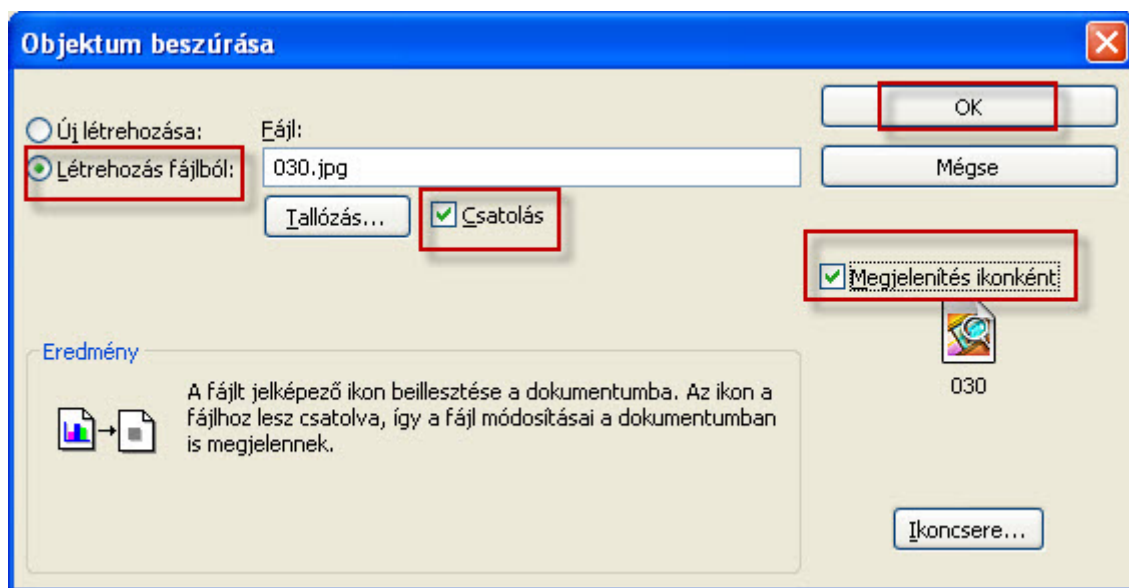 Objektum beszúrása
Új létrehozása:
Fájl:
OK
Létrehozás fájlból:
030.jpg
Mégse
Tallózás...
Csatolás
Megjelenítés ikonként
030
Eredmény
A fájlt jelképező ikon beillesztése a dokumentumba. Az ikon a
fájlhoz lesz csatolva, így a fájl módosításai a dokumentumban
is megjelennek.
Ikoncsere...